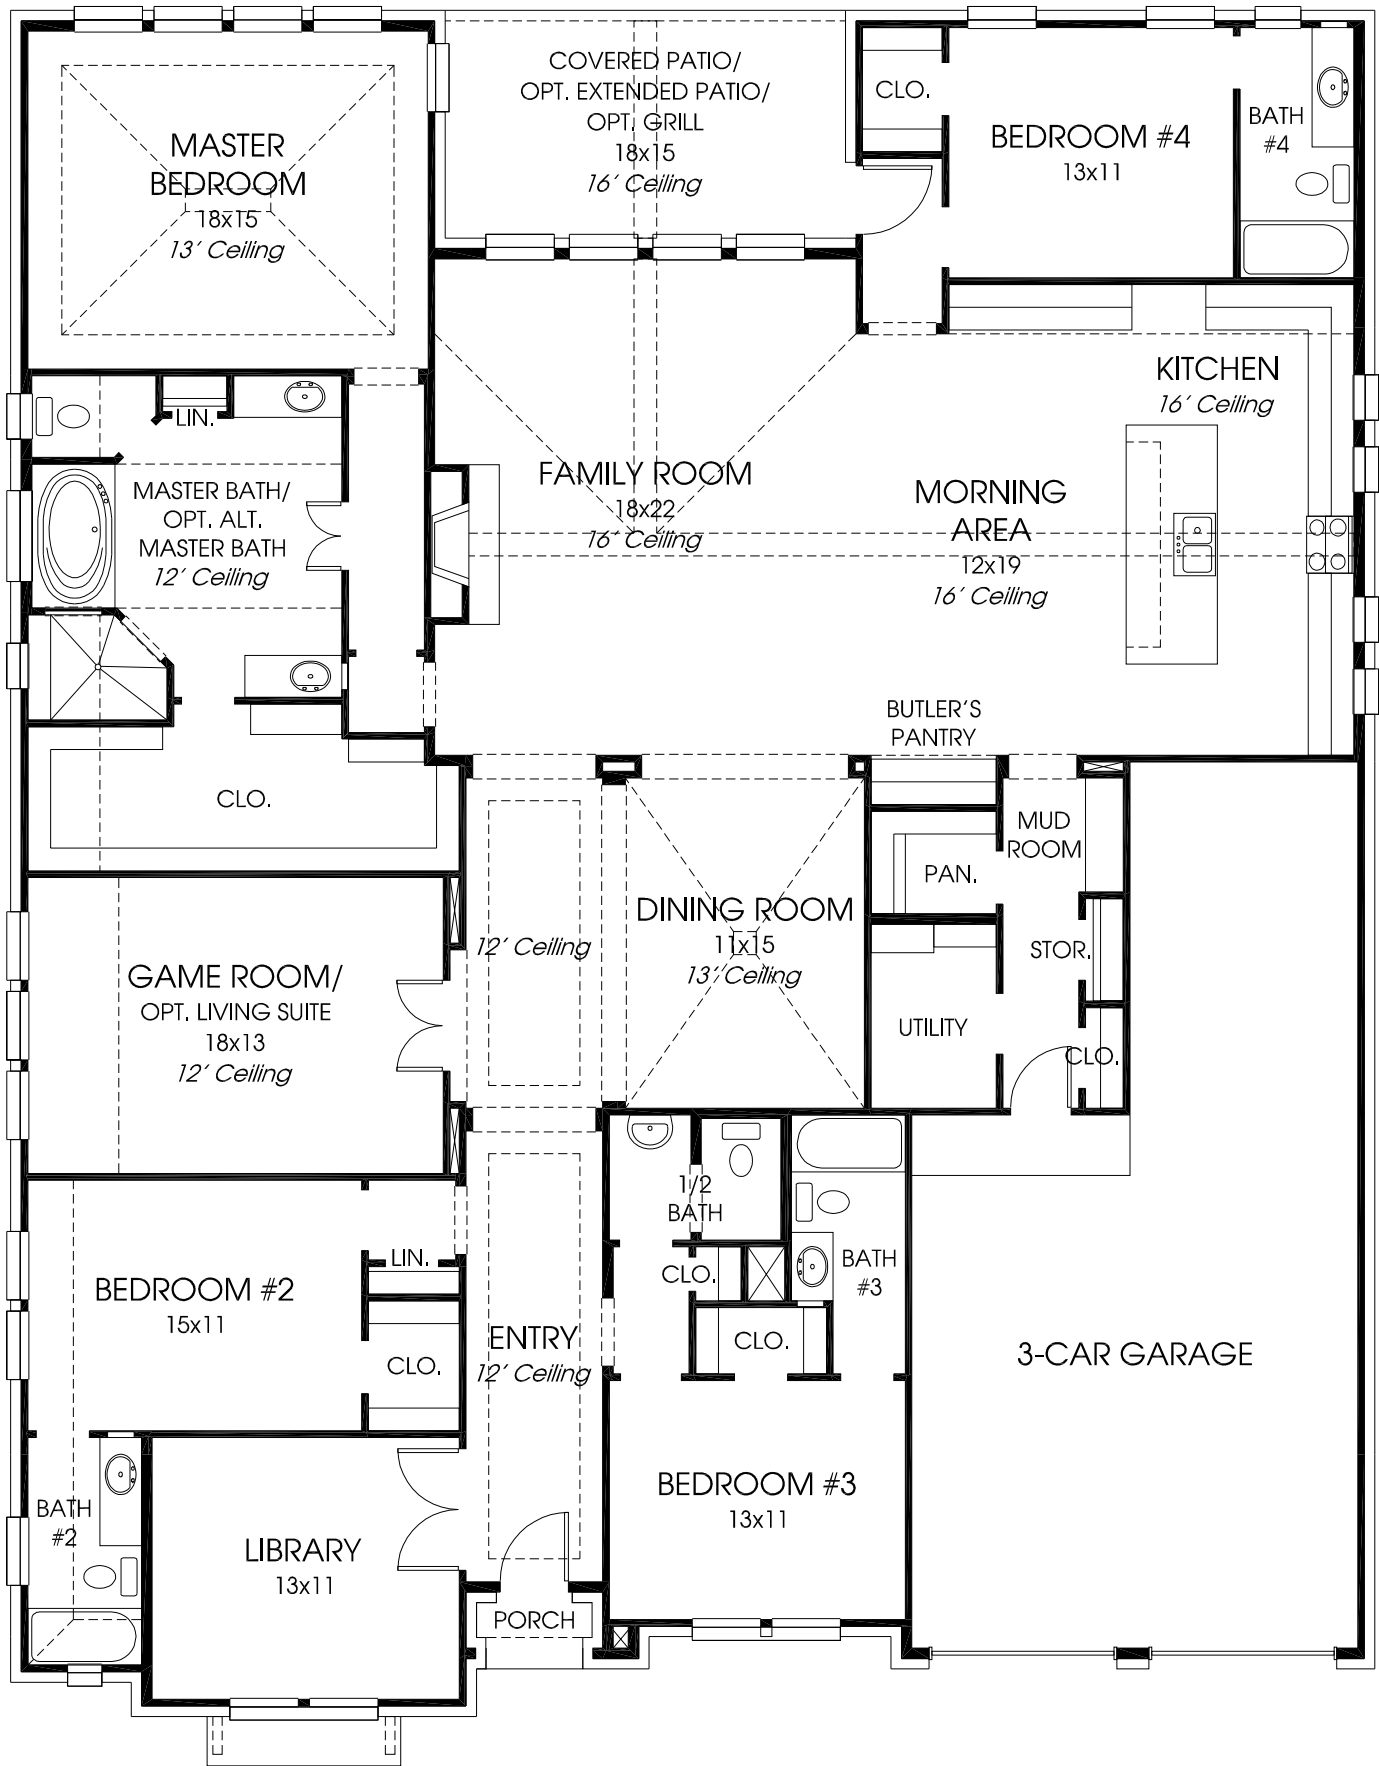 COVERED PATIO/
OPT. EXTENDED PATIO/
OPT. GRILL
18x15
16' Ceiling
MASTER
BEDROOM
18x15
13' Ceiling
CLO.
BEDROOM #4
13x11
BATH
#4
KITCHEN
16' Ceiling
LIN.
MASTER BATH/
OPT. ALT.
MASTER BATH
12' Ceiling
FAMILY ROOM
18x22
16' Ceiling
MORNING
AREA
12x19
16' Ceiling
BUTLER'S
PANTRY
CLO.
MUD
ROOM
PAN.
DINING ROOM
11x15
13' Ceiling
12' Ceiling
STOR.
GAME ROOM/
OPT. LIVING SUITE
18x13
12' Ceiling
UTILITY
CLO.
1/2
BATH
LIN.
CLO.
BATH
#3
BEDROOM #2
15x11
ENTRY
12' Ceiling
CLO.
CLO.
3-CAR GARAGE
BEDROOM #3
13x11
BATH
#2
LIBRARY
13x11
PORCH